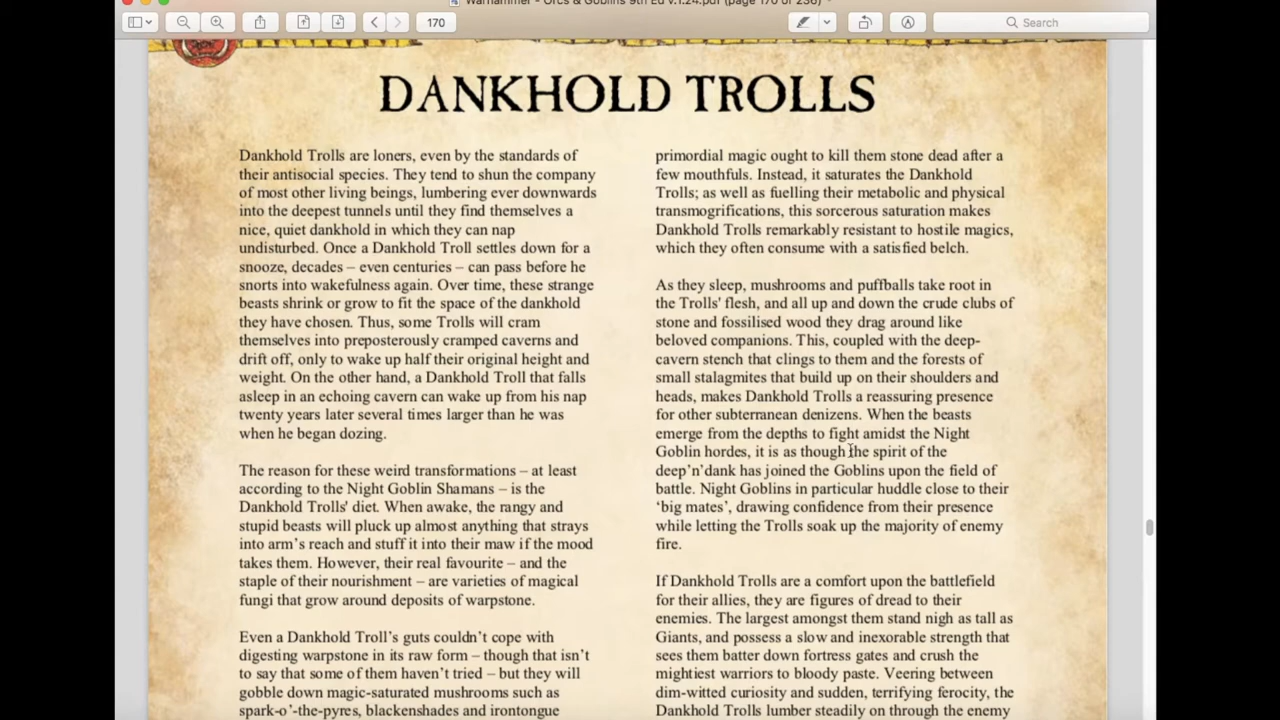 Warhammer - Orcs & Goblins 9th Ed v.1.24.pdf (page 170 of 236)
170
Search
DANKHOLD TROLLS
Dankhold Trolls are loners, even by the standards of
their antisocial species. They tend to shun the company
of most other living beings, lumbering ever downwards
into the deepest tunnels until they find themselves a
nice, quiet dankhold in which they can nap
undisturbed. Once a Dankhold Troll settles down for a
snooze, decades – even centuries – can pass before he
snorts into wakefulness again. Over time, these strange
beasts shrink or grow to fit the space of the dankhold
they have chosen. Thus, some Trolls will cram
themselves into preposterously cramped caverns and
drift off, only to wake up half their original height and
weight. On the other hand, a Dankhold Troll that falls
asleep in an echoing cavern can wake up from his nap
twenty years later several times larger than he was
when he began dozing.
The reason for these weird transformations – at least
according to the Night Goblin Shamans – is the
Dankhold Trolls' diet. When awake, the rangy and
stupid beasts will pluck up almost anything that strays
into arm’s reach and stuff it into their maw if the mood
takes them. However, their real favourite – and the
staple of their nourishment – are varieties of magical
fungi that grow around deposits of warpstone.
Even a Dankhold Troll’s guts couldn’t cope with
digesting warpstone in its raw form – though that isn’t
to say that some of them haven’t tried – but they will
gobble down magic-saturated mushrooms such as
spark-o’-the-pyres, blackenshades and irontongue
primordial magic ought to kill them stone dead after a
few mouthfuls. Instead, it saturates the Dankhold
Trolls; as well as fuelling their metabolic and physical
transmogrifications, this sorcerous saturation makes
Dankhold Trolls remarkably resistant to hostile magics,
which they often consume with a satisfied belch.
As they sleep, mushrooms and puffballs take root in
the Trolls' flesh, and all up and down the crude clubs of
stone and fossilised wood they drag around like
beloved companions. This, coupled with the deep-
cavern stench that clings to them and the forests of
small stalagmites that build up on their shoulders and
heads, makes Dankhold Trolls a reassuring presence
for other subterranean denizens. When the beasts
emerge from the depths to fight amidst the Night
Goblin hordes, it is as though the spirit of the
deep’n’dank has joined the Goblins upon the field of
battle. Night Goblins in particular huddle close to their
‘big mates’, drawing confidence from their presence
while letting the Trolls soak up the majority of enemy
fire.
If Dankhold Trolls are a comfort upon the battlefield
for their allies, they are figures of dread to their
enemies. The largest amongst them stand nigh as tall as
Giants, and possess a slow and inexorable strength that
sees them batter down fortress gates and crush the
mightiest warriors to bloody paste. Veering between
dim-witted curiosity and sudden, terrifying ferocity, the
Dankhold Trolls lumber steadily on through the enemy